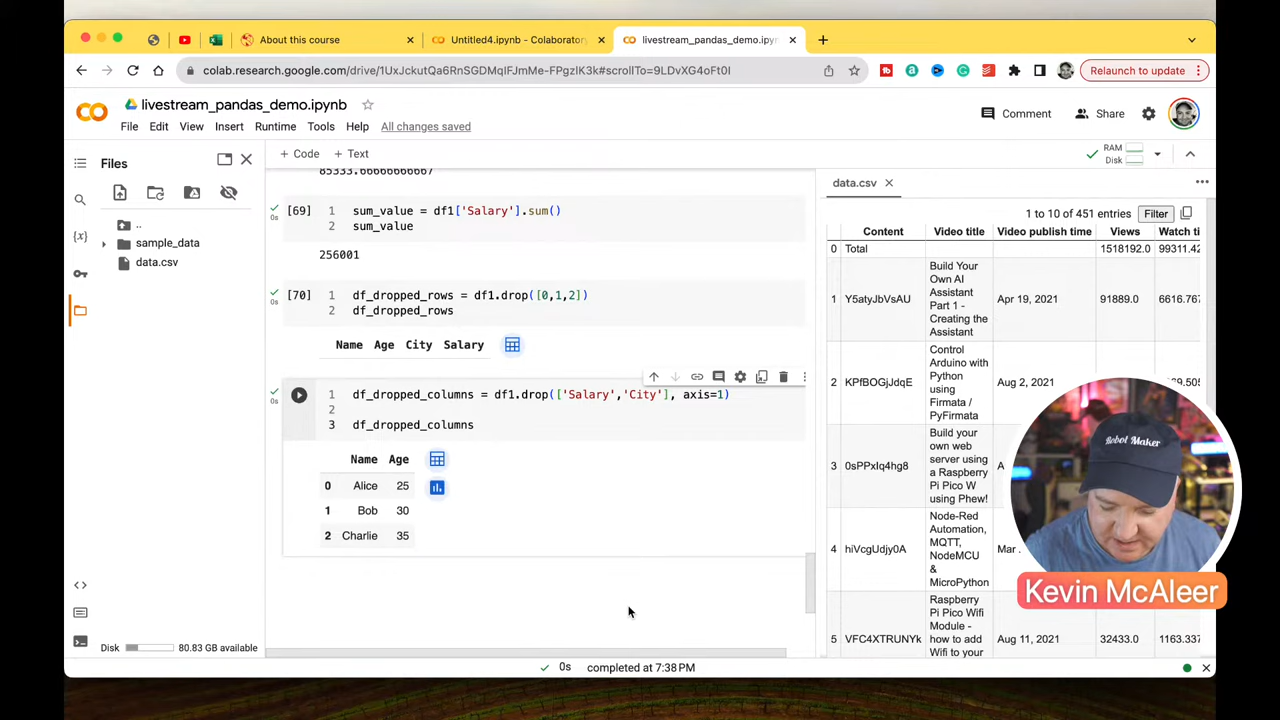 About this course
Untitled4.ipynb - Colaboratory
livestream_pandas_demo.ipyn
colab.research.google.com/drive/1UxJckutQa6RnSGDMqIFJmMe-FPgzlK3k#scrollTo=9LDvXG4oFt0I
Relaunch to update
livestream_pandas_demo.ipynb
File Edit View Insert Runtime Tools Help All changes saved
Comment
Share
Files
+ Code + Text
RAM
Disk
..
sample_data
data.csv
85333.66666666667
[69] 1 sum_value = df1['Salary'].sum()
0s 2 sum_value
256001
[70] 1 df_dropped_rows = df1.drop([0,1,2])
0s 2 df_dropped_rows
Name Age City Salary
1 df_dropped_columns = df1.drop(['Salary','City'], axis=1)
0s 2
3 df_dropped_columns
Name Age
0 Alice 25
1 Bob 30
2 Charlie 35
data.csv
1 to 10 of 451 entries Filter
Content Video title Video publish time Views Watch ti
0 Total 1518192.0 99311.42
Build Your
Own AI
Assistant
1 Y5atyJbVsAU Part 1 - Apr 19, 2021 91889.0 6616.767
Creating the
Assistant
Control
Arduino with
2 KPfBOGjJdqE Python Aug 2, 2021 69.505
using
Firmata /
PyFirmata
Build your
own web
server using
3 0sPPxIq4hg8 a Raspberry A
Pi Pico W
using Phew!
Node-Red
Automation,
4 hiVcgUdjy0A MQTT, Mar
NodeMCU
&
MicroPython
Raspberry
Pi Pico Wifi
Module -
5 VFC4XTRUNYk how to add Aug 11, 2021 32433.0 1163.337
Wifi to your
Robot Maker
Kevin McAleer
Disk 80.83 GB available
0s completed at 7:38 PM